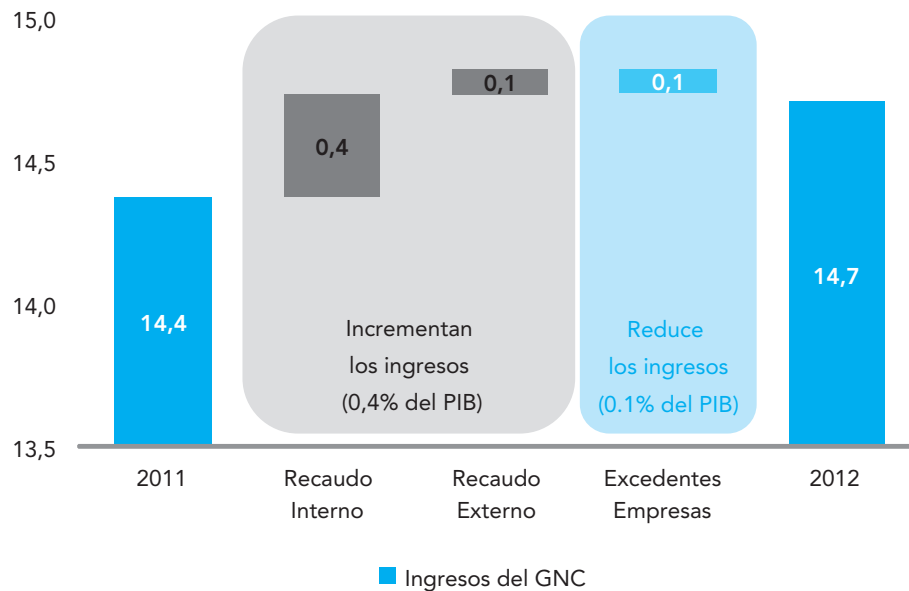 15,0
14,5
14,0
13,5
0,4
0,1
0,1
14,4
14,7
Incrementan
los ingresos
(0,4% del PIB)
Reduce
los ingresos
(0.1% del PIB)
2011
Recaudo
Interno
Recaudo
Externo
Excedentes
Empresas
2012
Ingresos del GNC